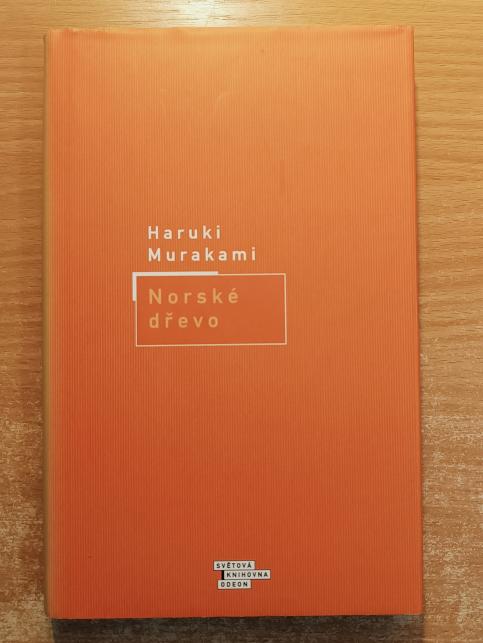 Haruki
Murakami
Norské
dřevo
SVĚTOVÁ
KNIHOVNA
ODEON